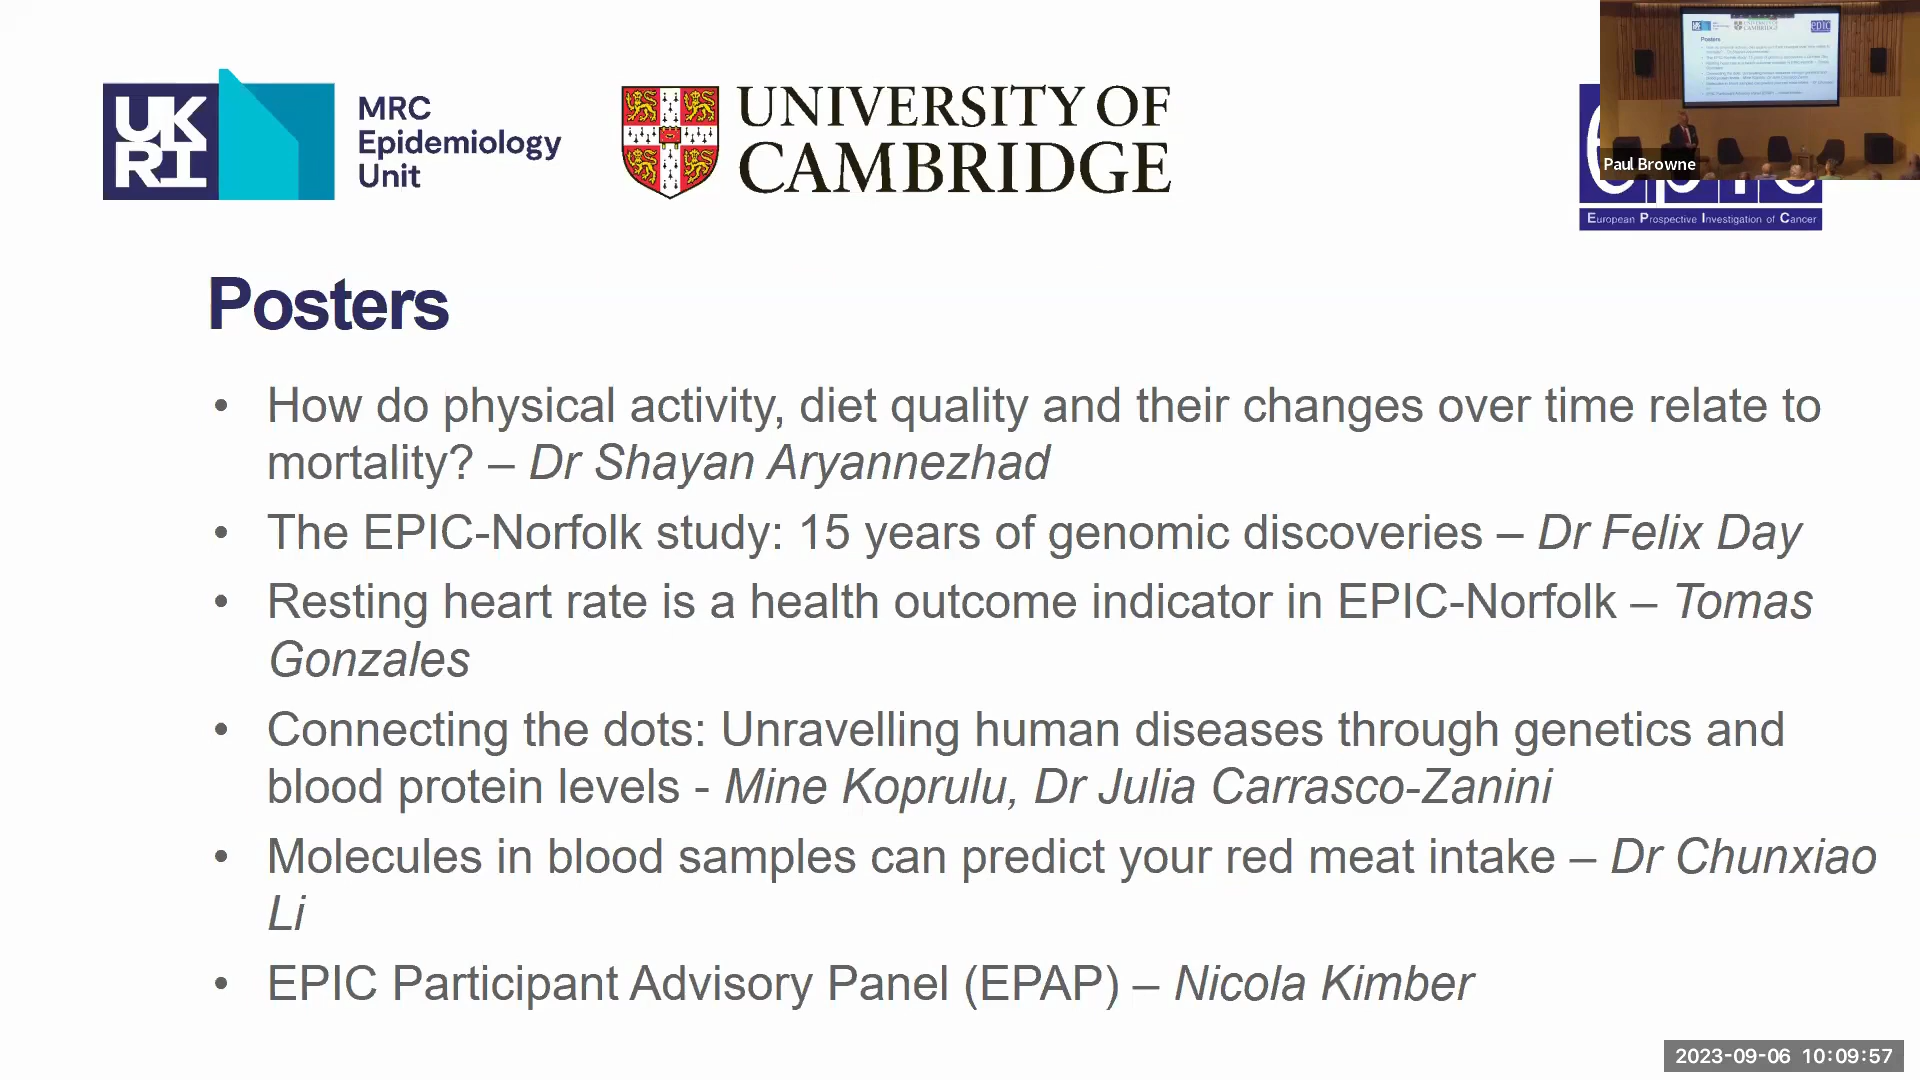 UK
RI
MRC
Epidemiology
Unit
UNIVERSITY OF
CAMBRIDGE
Paul Browne
epic
European Prospective Investigation of Cancer
Posters
• How do physical activity, diet quality and their changes over time relate to
mortality? – Dr Shayan Aryannezhad
• The EPIC-Norfolk study: 15 years of genomic discoveries – Dr Felix Day
• Resting heart rate is a health outcome indicator in EPIC-Norfolk – Tomas
Gonzales
• Connecting the dots: Unravelling human diseases through genetics and
blood protein levels - Mine Koprulu, Dr Julia Carrasco-Zanini
• Molecules in blood samples can predict your red meat intake – Dr Chunxiao
Li
• EPIC Participant Advisory Panel (EPAP) – Nicola Kimber
2023-09-06 10:09:57